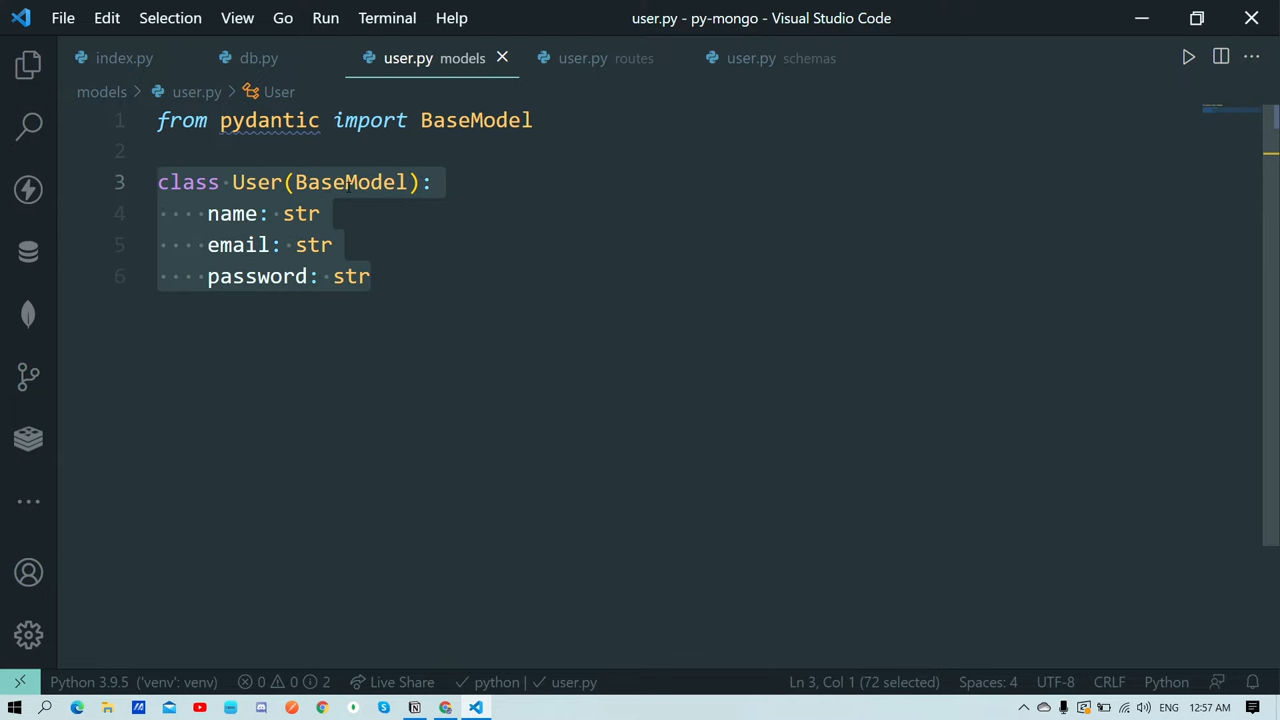 File Edit Selection View Go Run Terminal Help user.py - py-mongo - Visual Studio Code
index.py db.py user.py models user.py routes user.py schemas
models > user.py > User
1 from pydantic import BaseModel
2
3 class User(BaseModel):
4 name: str
5 email: str
6 password: str
Python 3.9.5 ('venv': venv) 0 0 2 Live Share python | user.py Ln 3, Col 1 (72 selected) Spaces: 4 UTF-8 CRLF Python
ENG 12:57 AM